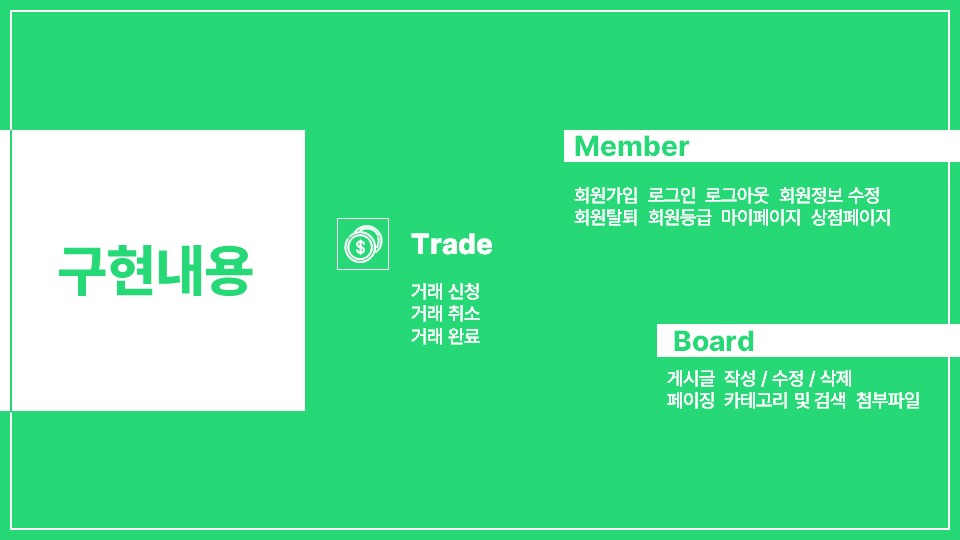 구현내용
Trade
거래 신청
거래 취소
거래 완료
Member
회원가입 로그인 로그아웃 회원정보 수정
회원탈퇴 회원등급 마이페이지 상점페이지
Board
게시글 작성 / 수정 / 삭제
페이징 카테고리 및 검색 첨부파일